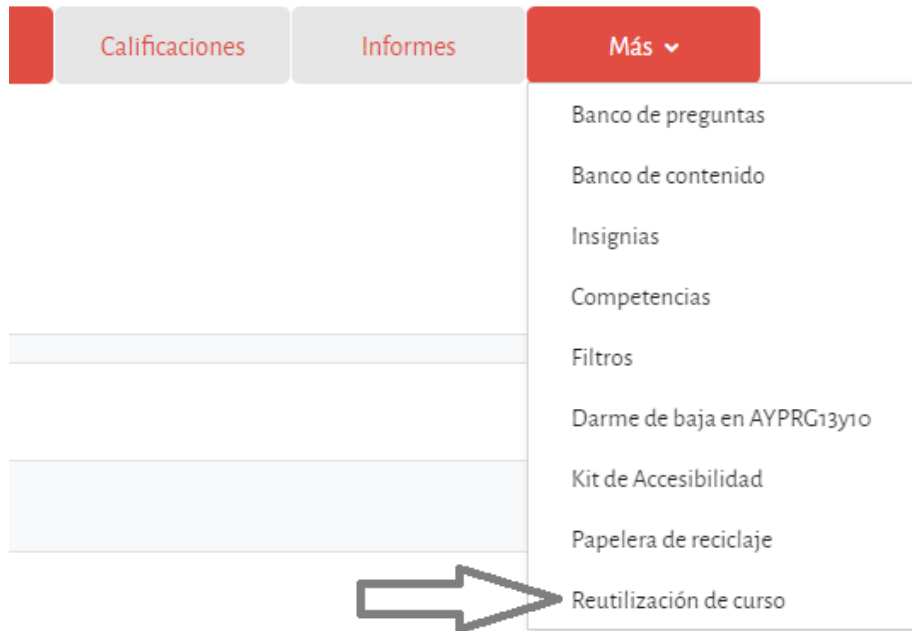 Calificaciones
Informes
Más
Banco de preguntas
Banco de contenido
Insignias
Competencias
Filtros
Darme de baja en AYPRG13y10
Kit de Accesibilidad
Papelera de reciclaje
Reutilización de curso